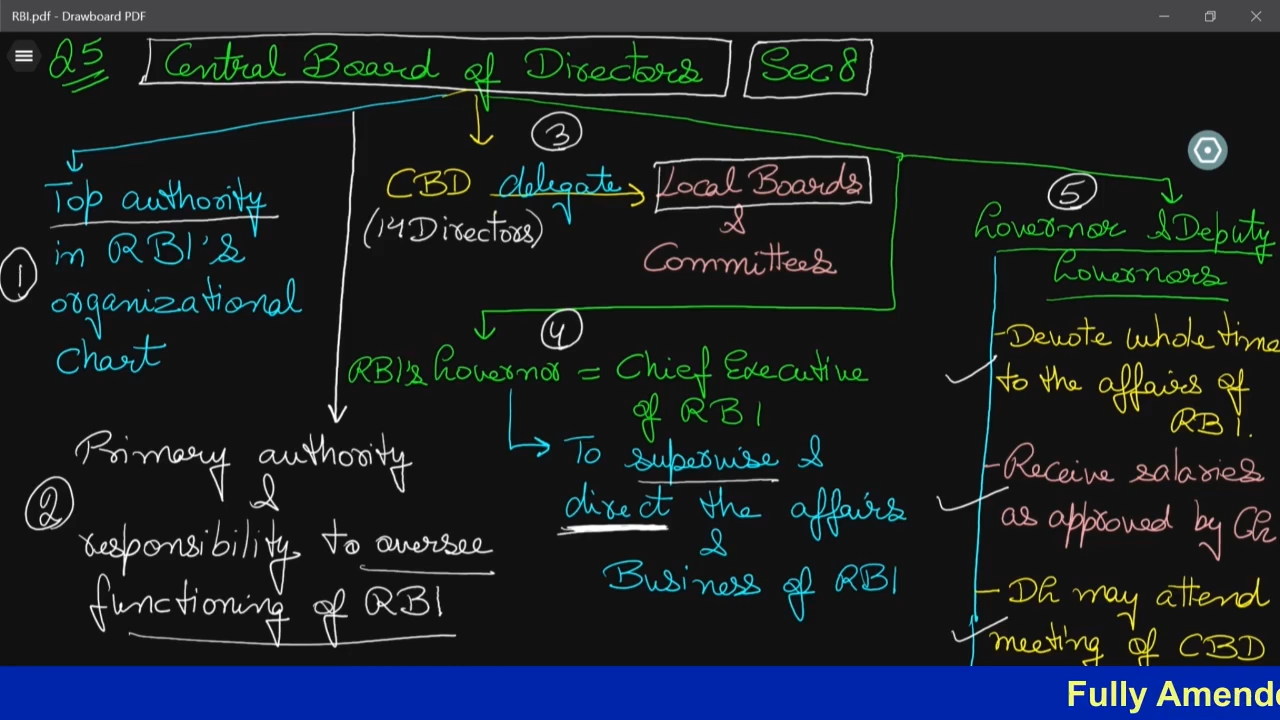 RBI.pdf - Drawboard PDF
Q5 Central Board of Directors Sec 8
①
Top authority
in RBI's
organizational
Chart
②
Primary authority
&
responsibility to oversee
functioning of RBI
③
CBD delegate Local Boards
(14 Directors) &
Committees
④
RBI's Governor = Chief Executive
of RBI
To supervise &
direct the affairs
&
Business of RBI
⑤
Governor & Deputy
Governors
- Devote whole time
to the affairs of
RBI.
- Receive salaries
as approved by CG
- DG may attend
meeting of CBD
Fully Amende